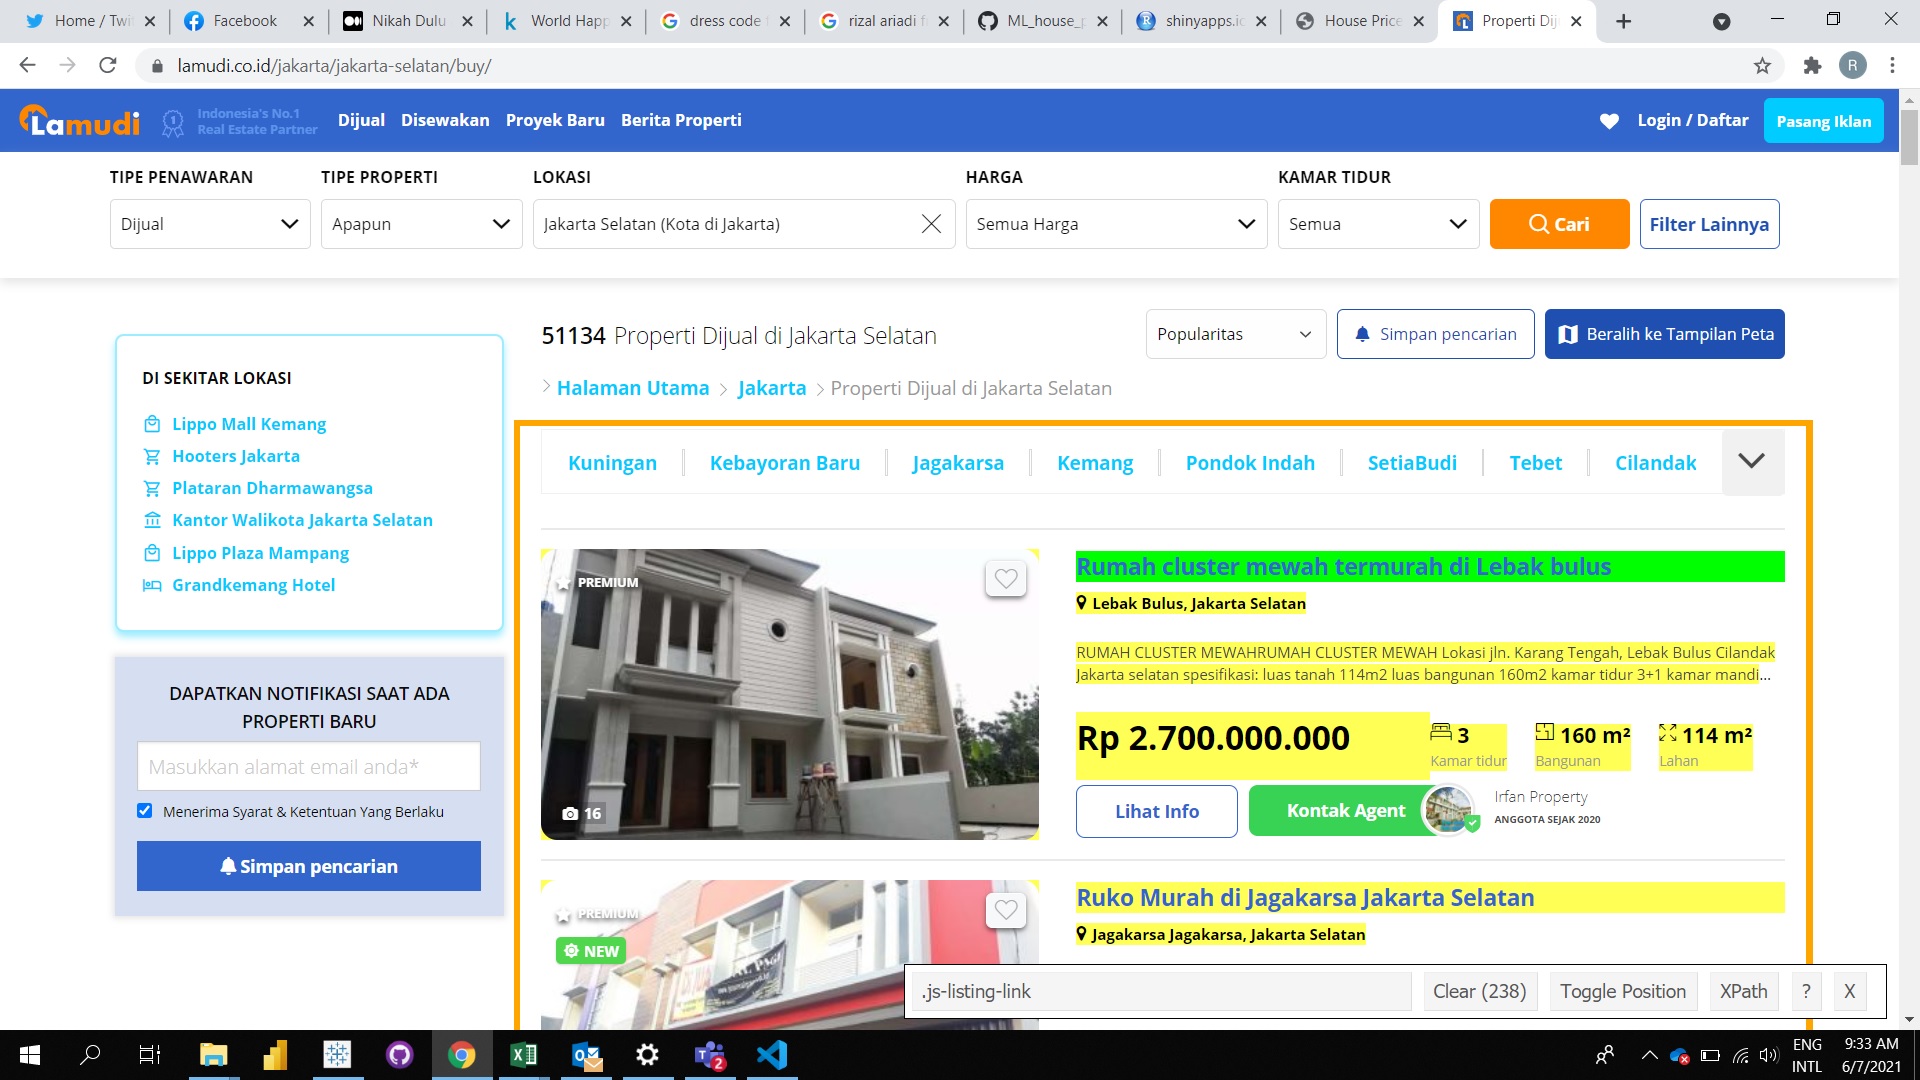 Home / Twi
Facebook
Nikah Dulu
World Happ
dress code
rizal ariadi f
ML_house_p
shinyapps.i
House Price
Properti Dij
lamudi.co.id/jakarta/jakarta-selatan/buy/
R
Lamudi
1
Indonesia's No.1
Real Estate Partner
Dijual
Disewakan
Proyek Baru
Berita Properti
Login / Daftar
Pasang Iklan
TIPE PENAWARAN
TIPE PROPERTI
LOKASI
HARGA
KAMAR TIDUR
Dijual
Apapun
Jakarta Selatan (Kota di Jakarta)
Semua Harga
Semua
Cari
Filter Lainnya
51134 Properti Dijual di Jakarta Selatan
Popularitas
Simpan pencarian
Beralih ke Tampilan Peta
Halaman Utama > Jakarta > Properti Dijual di Jakarta Selatan
DI SEKITAR LOKASI
Lippo Mall Kemang
Hooters Jakarta
Plataran Dharmawangsa
Kantor Walikota Jakarta Selatan
Lippo Plaza Mampang
Grandkemang Hotel
DAPATKAN NOTIFIKASI SAAT ADA
PROPERTI BARU
Masukkan alamat email anda*
Menerima Syarat & Ketentuan Yang Berlaku
Simpan pencarian
Kuningan
Kebayoran Baru
Jagakarsa
Kemang
Pondok Indah
SetiaBudi
Tebet
Cilandak
PREMIUM
16
Rumah cluster mewah termurah di Lebak bulus
Lebak Bulus, Jakarta Selatan
RUMAH CLUSTER MEWAHRUMAH CLUSTER MEWAH Lokasi jln. Karang Tengah, Lebak Bulus Cilandak
Jakarta selatan spesifikasi: luas tanah 114m2 luas bangunan 160m2 kamar tidur 3+1 kamar mandi...
Rp 2.700.000.000
3
Kamar tidur
160 m²
Bangunan
114 m²
Lahan
Lihat Info
Kontak Agent
Irfan Property
ANGGOTA SEJAK 2020
PREMIUM
NEW
Ruko Murah di Jagakarsa Jakarta Selatan
Jagakarsa Jagakarsa, Jakarta Selatan
.js-listing-link
Clear (238)
Toggle Position
XPath
?
X
2
ENG
INTL
9:33 AM
6/7/2021